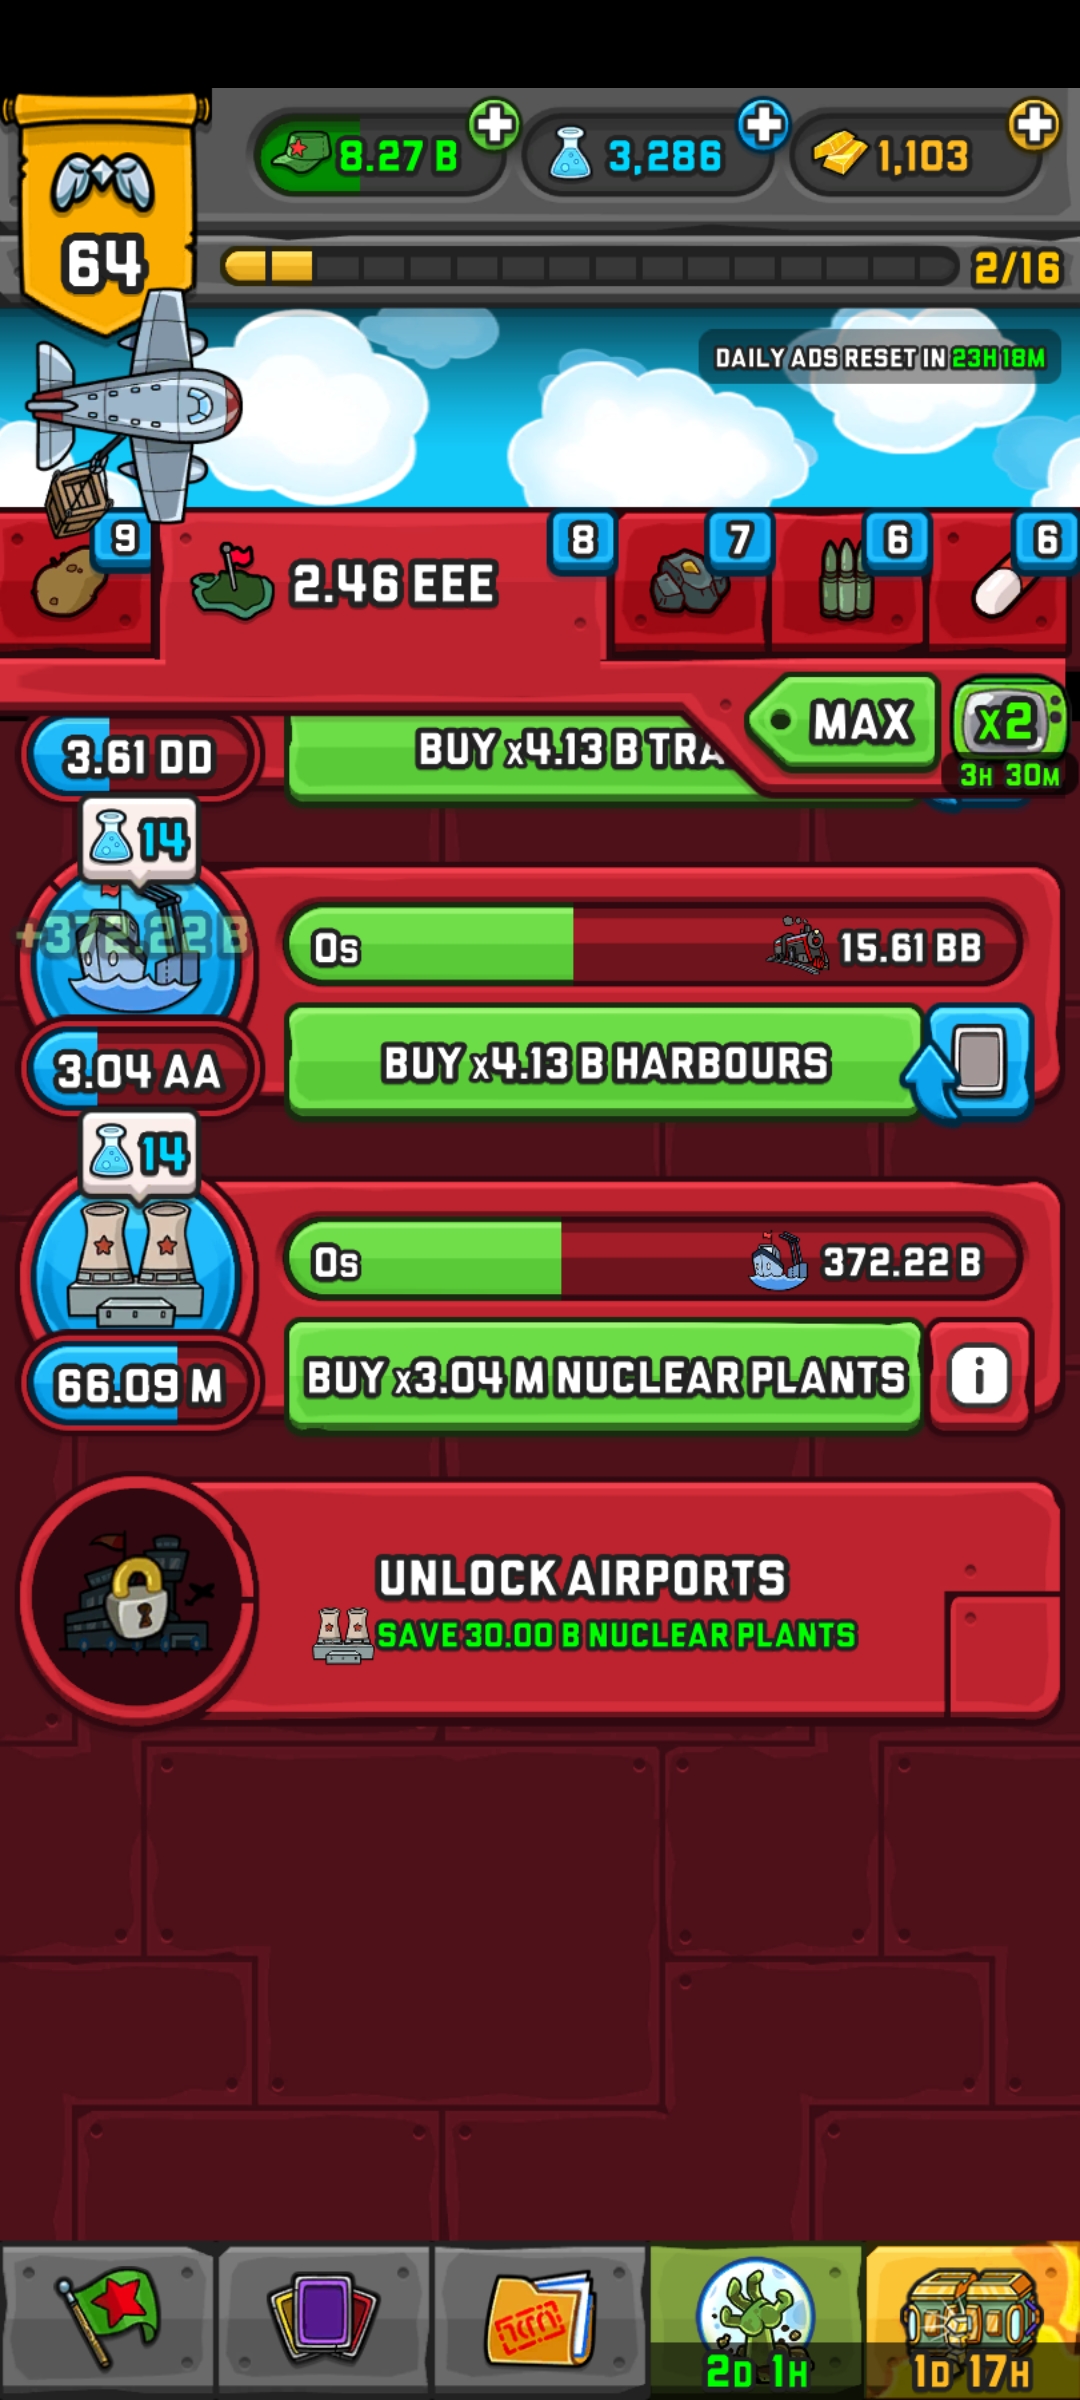 8.27 B
3,286
1,103
64
2/16
DAILY ADS RESET IN 23H 18M
9
2.46 EEE
8
7
6
6
MAX
x2
3H 30M
3.61 DD
BUY x4.13 B TRA
14
+372.22 B
0s
15.61 BB
3.04 AA
BUY x4.13 B HARBOURS
14
0s
372.22 B
66.09 M
BUY x3.04 M NUCLEAR PLANTS
i
UNLOCK AIRPORTS
SAVE 30.00 B NUCLEAR PLANTS
2D 1H
1D 17H